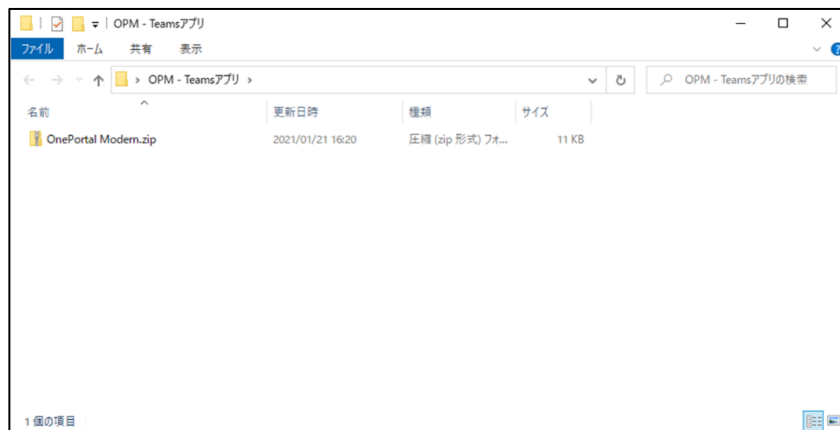 OPM - Teamsアプリ
ファイル ホーム 共有 表示
OPM - Teamsアプリ
OPM - Teamsアプリの検索
名前 更新日時 種類 サイズ
OnePortal Modern.zip 2021/01/21 16:20 圧縮 (zip 形式) フォ... 11 KB
1 個の項目